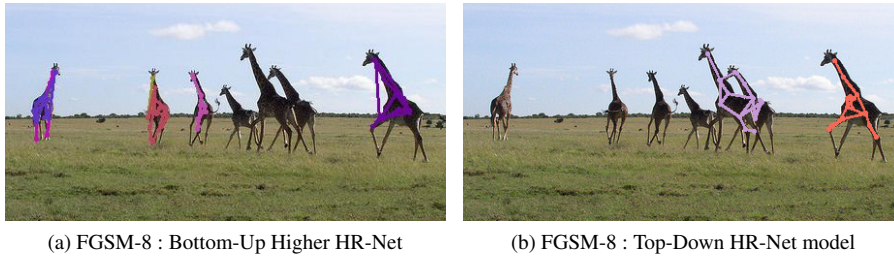 (a) FGSM-8 : Bottom-Up Higher HR-Net
(b) FGSM-8 : Top-Down HR-Net model